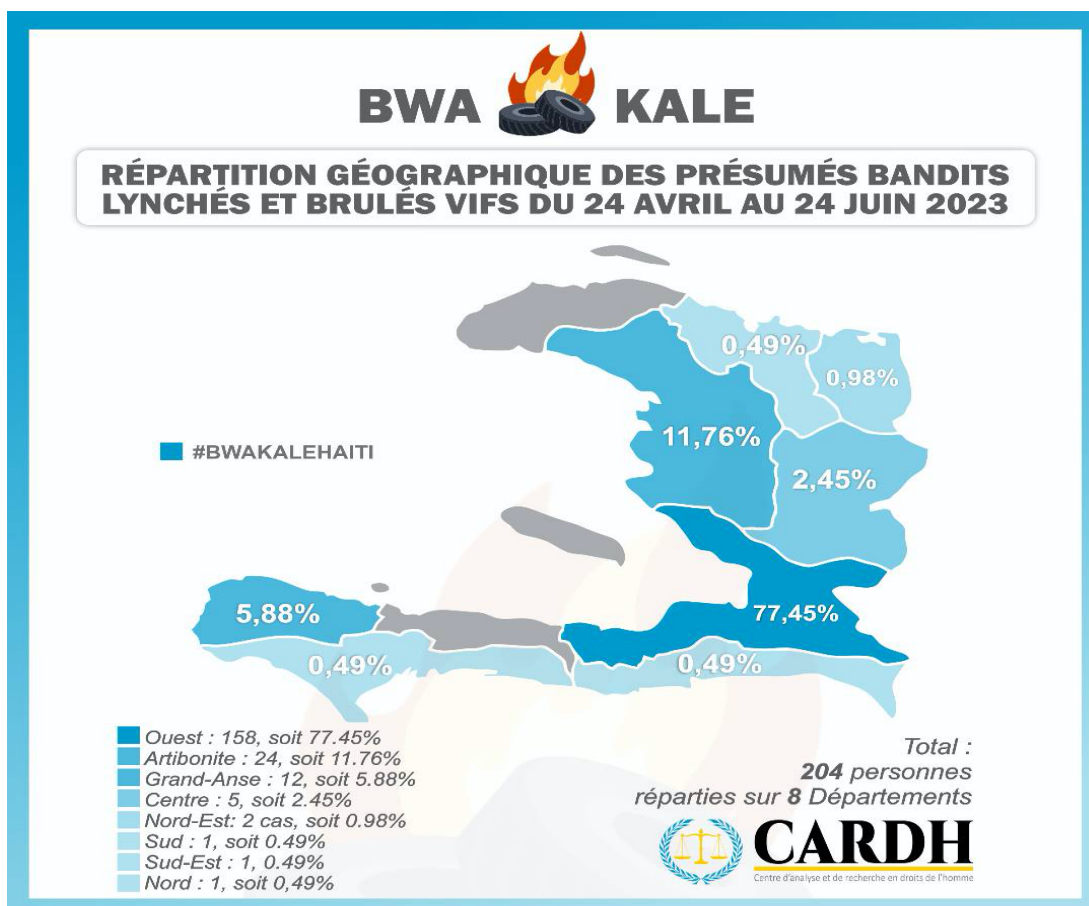 BWA KALE
RÉPARTITION GÉOGRAPHIQUE DES PRÉSUMÉS BANDITS
LYNCHÉS ET BRULÉS VIFS DU 24 AVRIL AU 24 JUIN 2023
0,49%
0,98%
11,76%
#BWAKALEHAITI
2,45%
5,88%
77,45%
0,49%
0,49%
Ouest : 158, soit 77.45%
Artibonite : 24, soit 11.76%
Grand-Anse : 12, soit 5.88%
Centre : 5, soit 2.45%
Nord-Est: 2 cas, soit 0.98%
Sud : 1, soit 0.49%
Sud-Est : 1, 0.49%
Nord : 1, soit 0,49%
Total :
204 personnes
réparties sur 8 Départements
CARDH
Centre d'analyse et de recherche en droits de l'homme